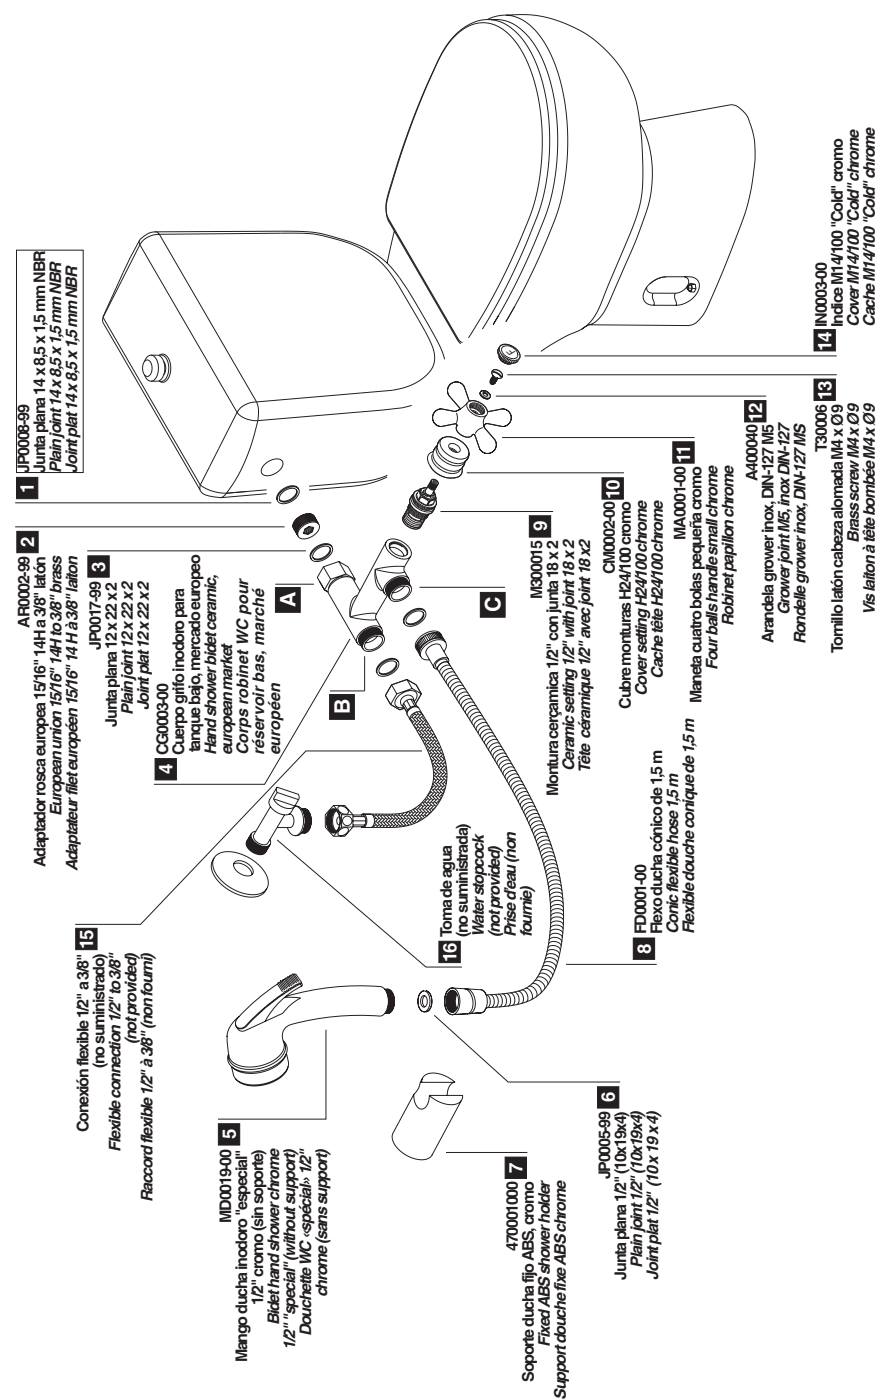 1 JP0008-99
Junta plana 14 x 8,5 x 1,5 mm NBR
Plain joint 14 x 8,5 x 1,5 mm NBR
Joint plat 14 x 8,5 x 1,5 mm NBR
AR0002-99 2
Adaptador rosca europea 15/16" 14H a 3/8" latón
European union 15/16" 14H to 3/8" brass
Adaptateur filet européen 15/16" 14 H à 3/8" laiton
JP0017-99 3
Junta plana 12 x 22 x 2
Plain joint 12 x 22 x 2
Joint plat 12 x 22 x 2
4 CG0003-00
Cuerpo grifo inodoro para
tanque bajo, mercado europeo
Hand shower bidet ceramic,
european market
Corps robinet WC pour
réservoir bas, marché
européen
A
B
C
Conexión flexible 1/2" a 3/8" 15
(no suministrado)
Flexible connection 1/2" to 3/8"
(not provided)
Raccord flexible 1/2" à 3/8" (non fourni)
16 Toma de agua
(no suministrada)
Water stopcock
(not provided)
Prise d'eau (non
fournie)
MD0019-00 5
Mango ducha inodoro "especial"
1/2" cromo (sin soporte)
Bidet hand shower chrome
1/2" "special" (without support)
Douchette WC «spécial» 1/2"
chrome (sans support)
JP0005-99 6
Junta plana 1/2" (10x19x4)
Plain joint 1/2" (10x19x4)
Joint plat 1/2" (10 x 19 x 4)
470001000 7
Soporte ducha fijo ABS, cromo
Fixed ABS shower holder
Support douche fixe ABS chrome
8 FD0001-00
Flexo ducha cónico de 1,5 m
Conic flexible hose 1,5 m
Flexible douche conique de 1,5 m
M300015 9
Montura cerçamica 1/2" con junta 18 x 2
Ceramic setting 1/2" with joint 18 x 2
Tête céramique 1/2" avec joint 18 x2
CM0002-00 10
Cubre monturas H24/100 cromo
Cover setting H24/100 chrome
Cache tête H24/100 chrome
MA0001-00 11
Maneta cuatro bolas pequeña cromo
Four balls handle small chrome
Robinet papillon chrome
A400040 12
Arandela grower inox, DIN-127 M5
Grower joint M5, inox DIN-127
Rondelle grower inox, DIN-127 MS
T30006 13
Tornillo latón cabeza alomada M4 x Ø9
Brass screw M4 x Ø9
Vis laiton à tête bombée M4 x Ø9
14 IN0003-00
Indice M14/100 "Cold" cromo
Cover M14/100 "Cold" chrome
Cache M14/100 "Cold" chrome